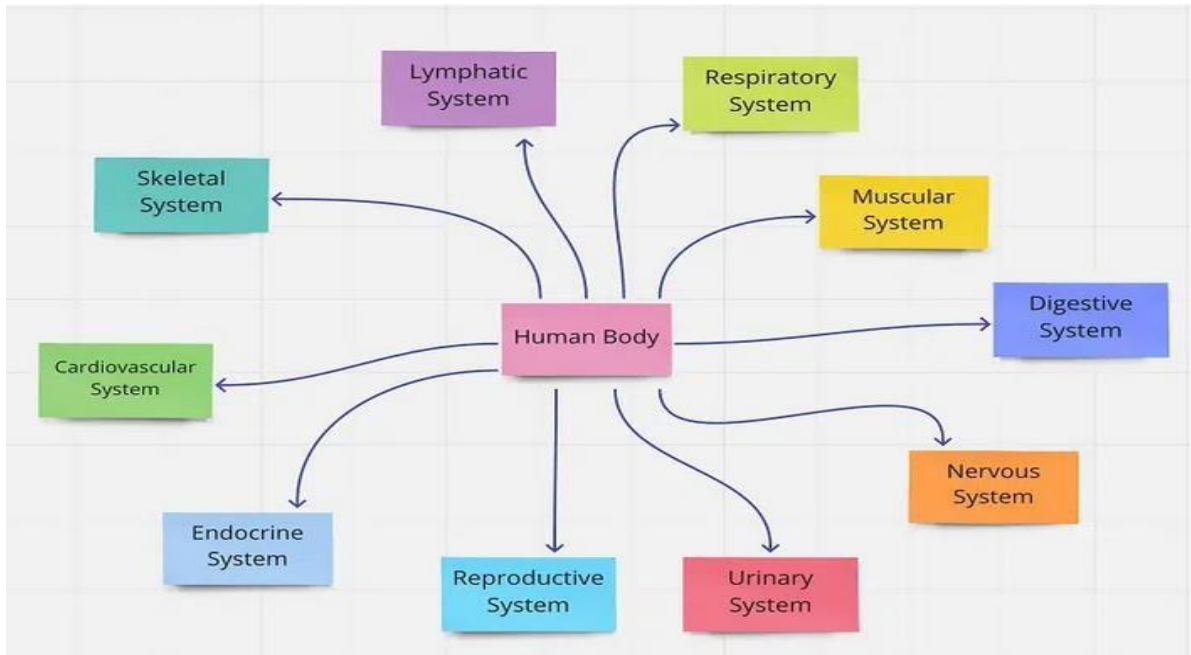 Lymphatic
System
Respiratory
System
Skeletal
System
Muscular
System
Digestive
System
Human Body
Cardiovascular
System
Nervous
System
Endocrine
System
Reproductive
System
Urinary
System